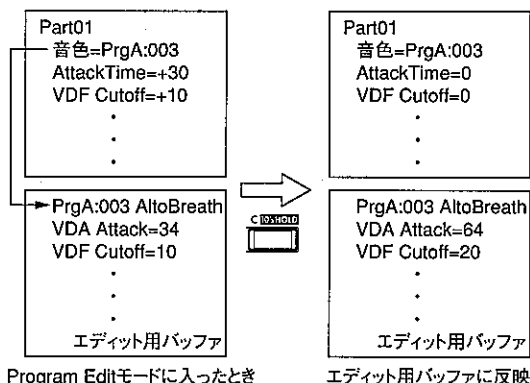 Part01
音色=PrgA:003
AttackTime=+30
VDF Cutoff=+10
PrgA:003 AltoBreath
VDA Attack=34
VDF Cutoff=10
エディット用バッファ
Program Editモードに入ったとき
C 10'SHOLD
Part01
音色=PrgA:003
AttackTime=0
VDF Cutoff=0
PrgA:003 AltoBreath
VDA Attack=64
VDF Cutoff=20
エディット用バッファ
エディット用バッファに反映